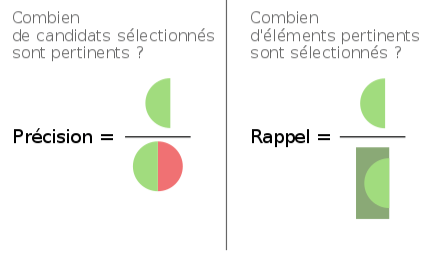 Combien
de candidats sélectionnés
sont pertinents ?
Précision =
Combien
d'éléments pertinents
sont sélectionnés ?
Rappel =